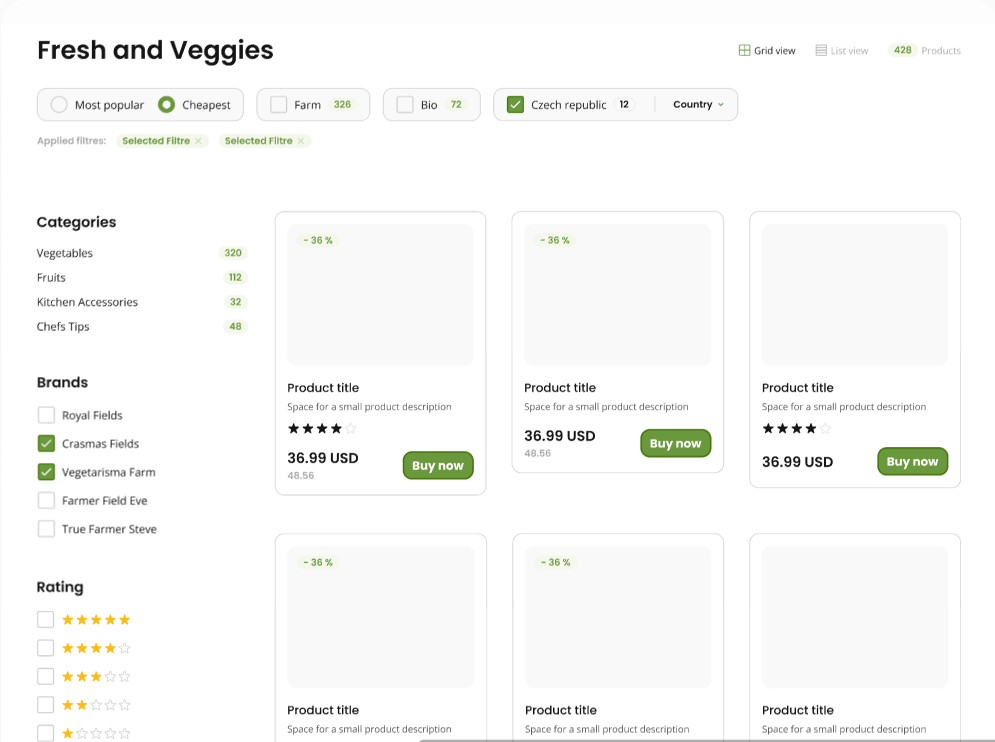 Fresh and Veggies
Grid view List view 428 Products
Most popular Cheapest Farm 326 Bio 72 Czech republic 12 Country
Applied filtres: Selected Filtre × Selected Filtre ×
Categories
Vegetables 320
Fruits 112
Kitchen Accessories 32
Chefs Tips 48
Brands
Royal Fields
Crasmas Fields
Vegetarisma Farm
Farmer Field Eve
True Farmer Steve
Rating
- 36 %
Product title
Space for a small product description
36.99 USD
48.56
Buy now
- 36 %
Product title
Space for a small product description
36.99 USD
48.56
Buy now
Product title
Space for a small product description
36.99 USD
Buy now
- 36 %
Product title
Space for a small product description
- 36 %
Product title
Space for a small product description
Product title
Space for a small product description